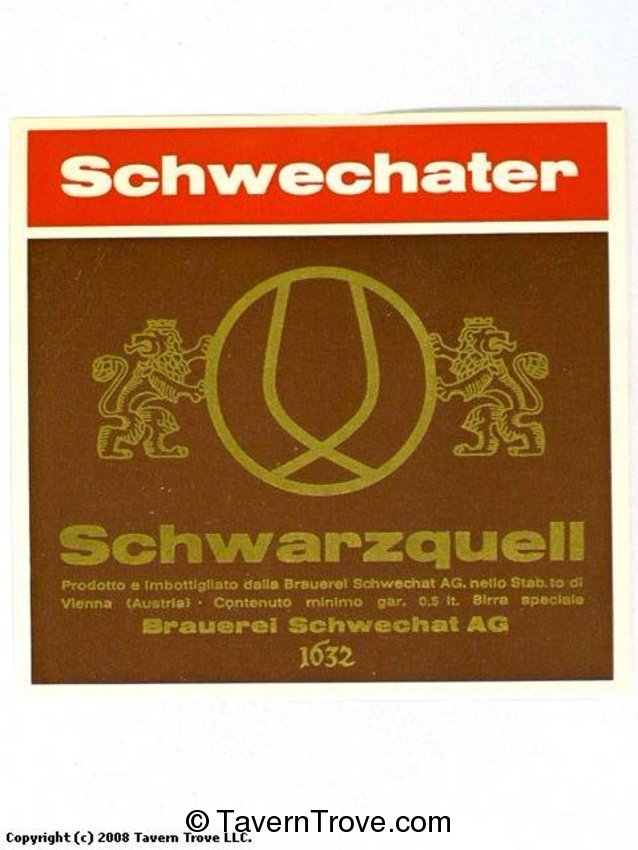 Schwechater
Schwarzquell
Prodotto e imbottigliato dalla Brauerei Schwechat AG. nello Stab.to di
Vienna (Austria) · Contenuto minimo gar. 0,5 lt. Birra speciale
Brauerei Schwechat AG
1632
© TavernTrove.com
Copyright (c) 2008 Tavern Trove LLC.